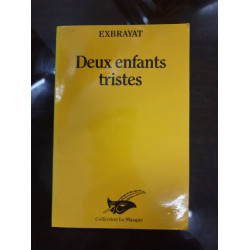 EXBRAYAT
Deux enfants
tristes
Collection Le Masque